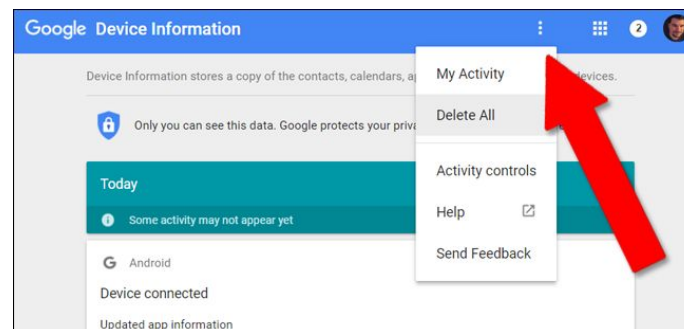 Google Device Information
2
Device Information stores a copy of the contacts, calendars, devices.
My Activity
Delete All
Activity controls
Help
Send Feedback
Only you can see this data. Google protects your
Today
Some activity may not appear yet
G Android
Device connected
Updated app information